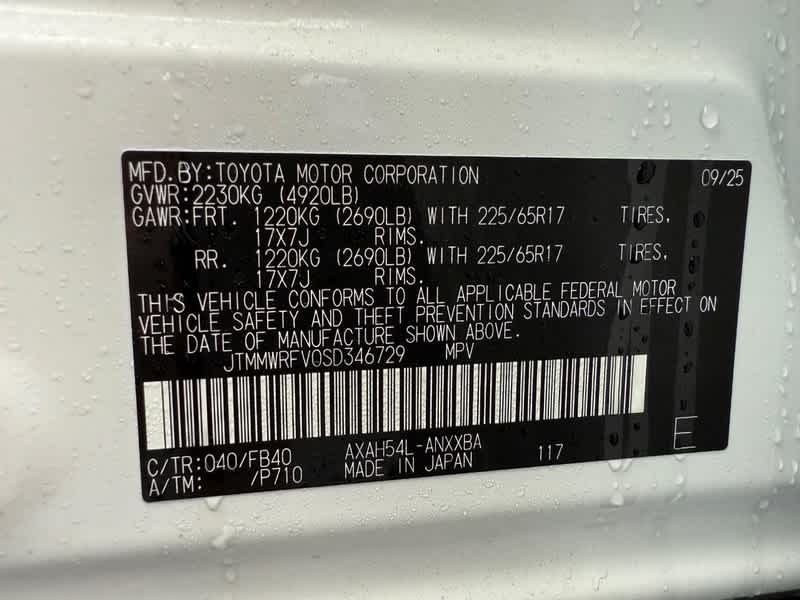 MFD.BY:TOYOTA MOTOR CORPORATION 09/25
GVWR:2230KG (4920LB)
GAWR:FRT. 1220KG (2690LB) WITH 225/65R17 TIRES,
17X7J RIMS.
RR. 1220KG (2690LB) WITH 225/65R17 TIRES,
17X7J RIMS.
THIS VEHICLE CONFORMS TO ALL APPLICABLE FEDERAL MOTOR
VEHICLE SAFETY AND THEFT PREVENTION STANDARDS IN EFFECT ON
THE DATE OF MANUFACTURE SHOWN ABOVE.
JTMMWRFV0SD346729 MPV
C/TR:040/FB40 AXAH54L-ANXXBA 117 E
A/TM: /P710 MADE IN JAPAN